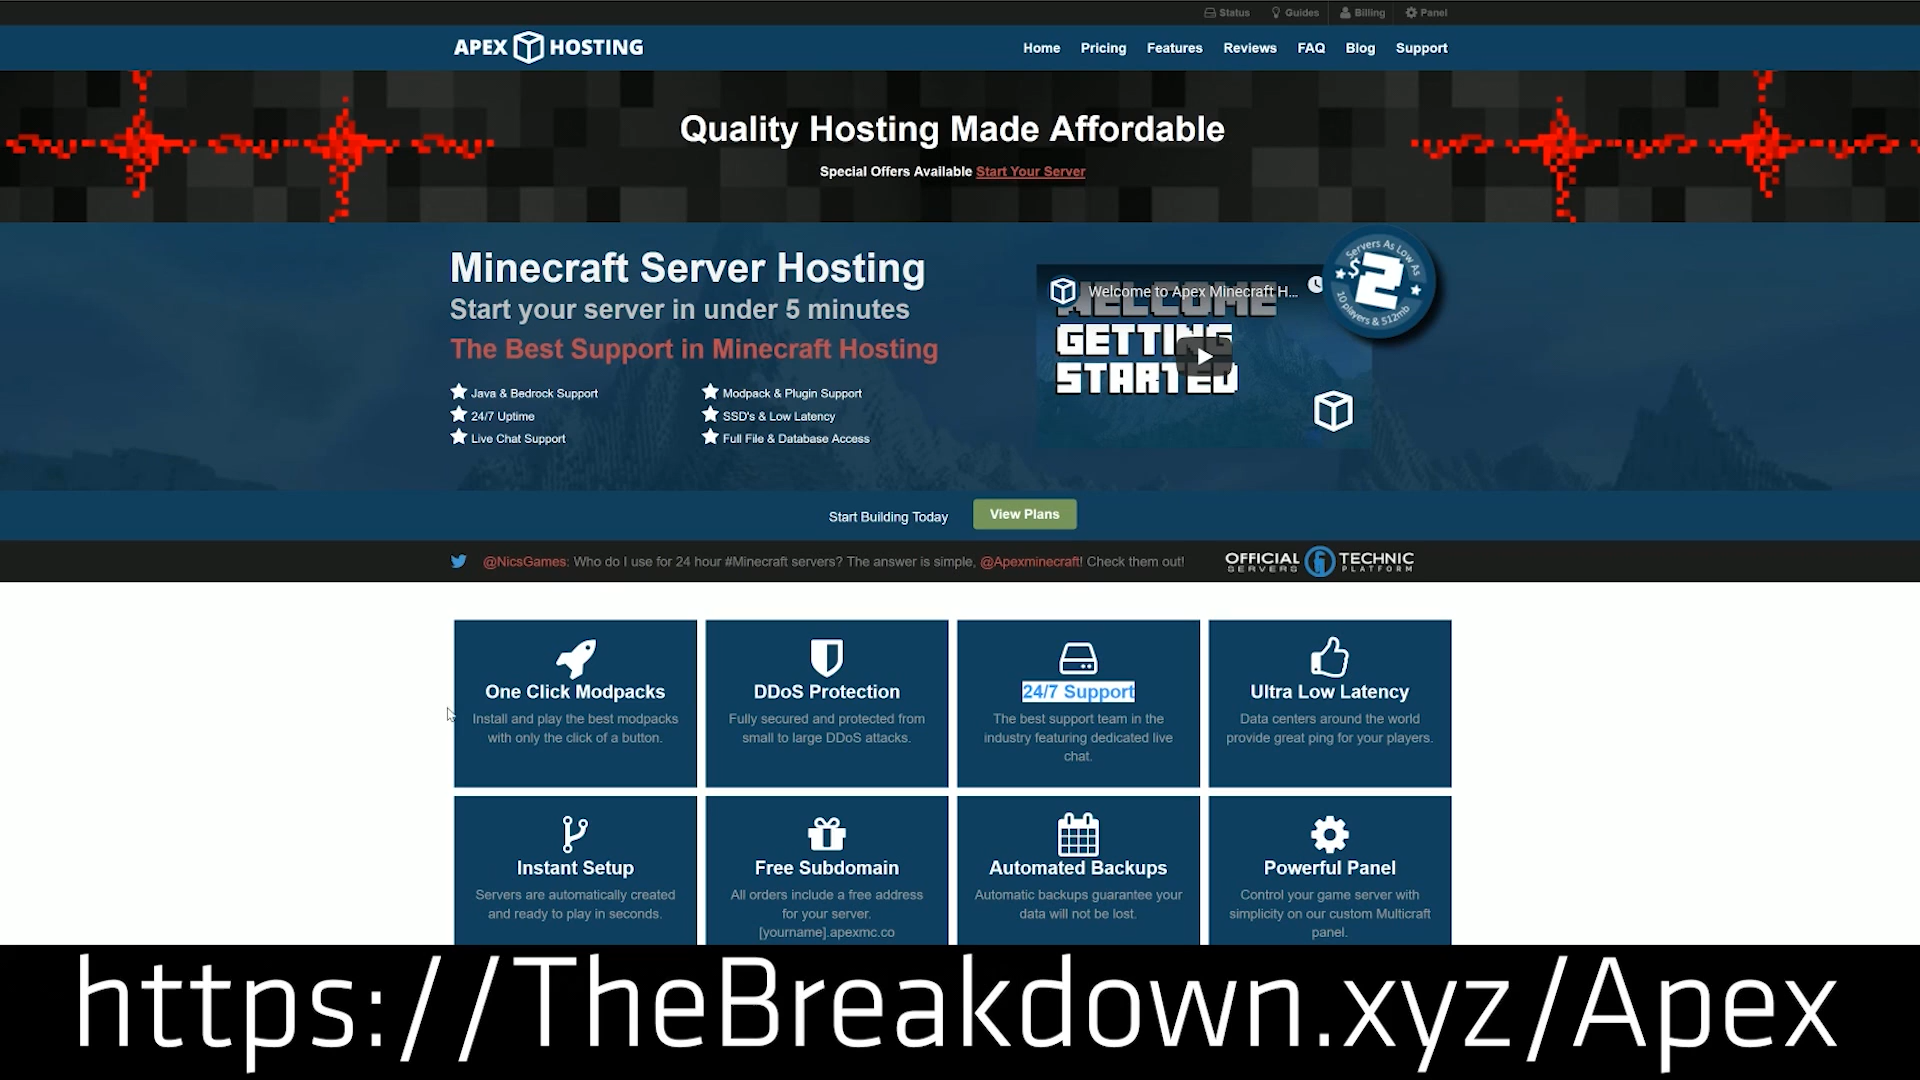 Status Guides Billing Panel
APEX HOSTING
Home Pricing Features Reviews FAQ Blog Support
Quality Hosting Made Affordable
Special Offers Available Start Your Server
Minecraft Server Hosting
Start your server in under 5 minutes
The Best Support in Minecraft Hosting
Java & Bedrock Support
Modpack & Plugin Support
24/7 Uptime
SSD's & Low Latency
Live Chat Support
Full File & Database Access
Welcome to Apex Minecraft H...
WELCOME
GETTING
STARTED
Servers As Low As
$2
10 players & 512mb
Start Building Today
View Plans
@NicsGames: Who do I use for 24 hour #Minecraft servers? The answer is simple, @Apexminecraft! Check them out!
OFFICIAL TECHNIC
SERVERS PLATFORM
One Click Modpacks
Install and play the best modpacks
with only the click of a button.
DDoS Protection
Fully secured and protected from
small to large DDoS attacks.
24/7 Support
The best support team in the
industry featuring dedicated live
chat.
Ultra Low Latency
Data centers around the world
provide great ping for your players.
Instant Setup
Servers are automatically created
and ready to play in seconds.
Free Subdomain
All orders include a free address
for your server.
[yourname].apexmc.co
Automated Backups
Automatic backups guarantee your
data will not be lost.
Powerful Panel
Control your game server with
simplicity on our custom Multicraft
panel.
https://TheBreakdown.xyz/Apex